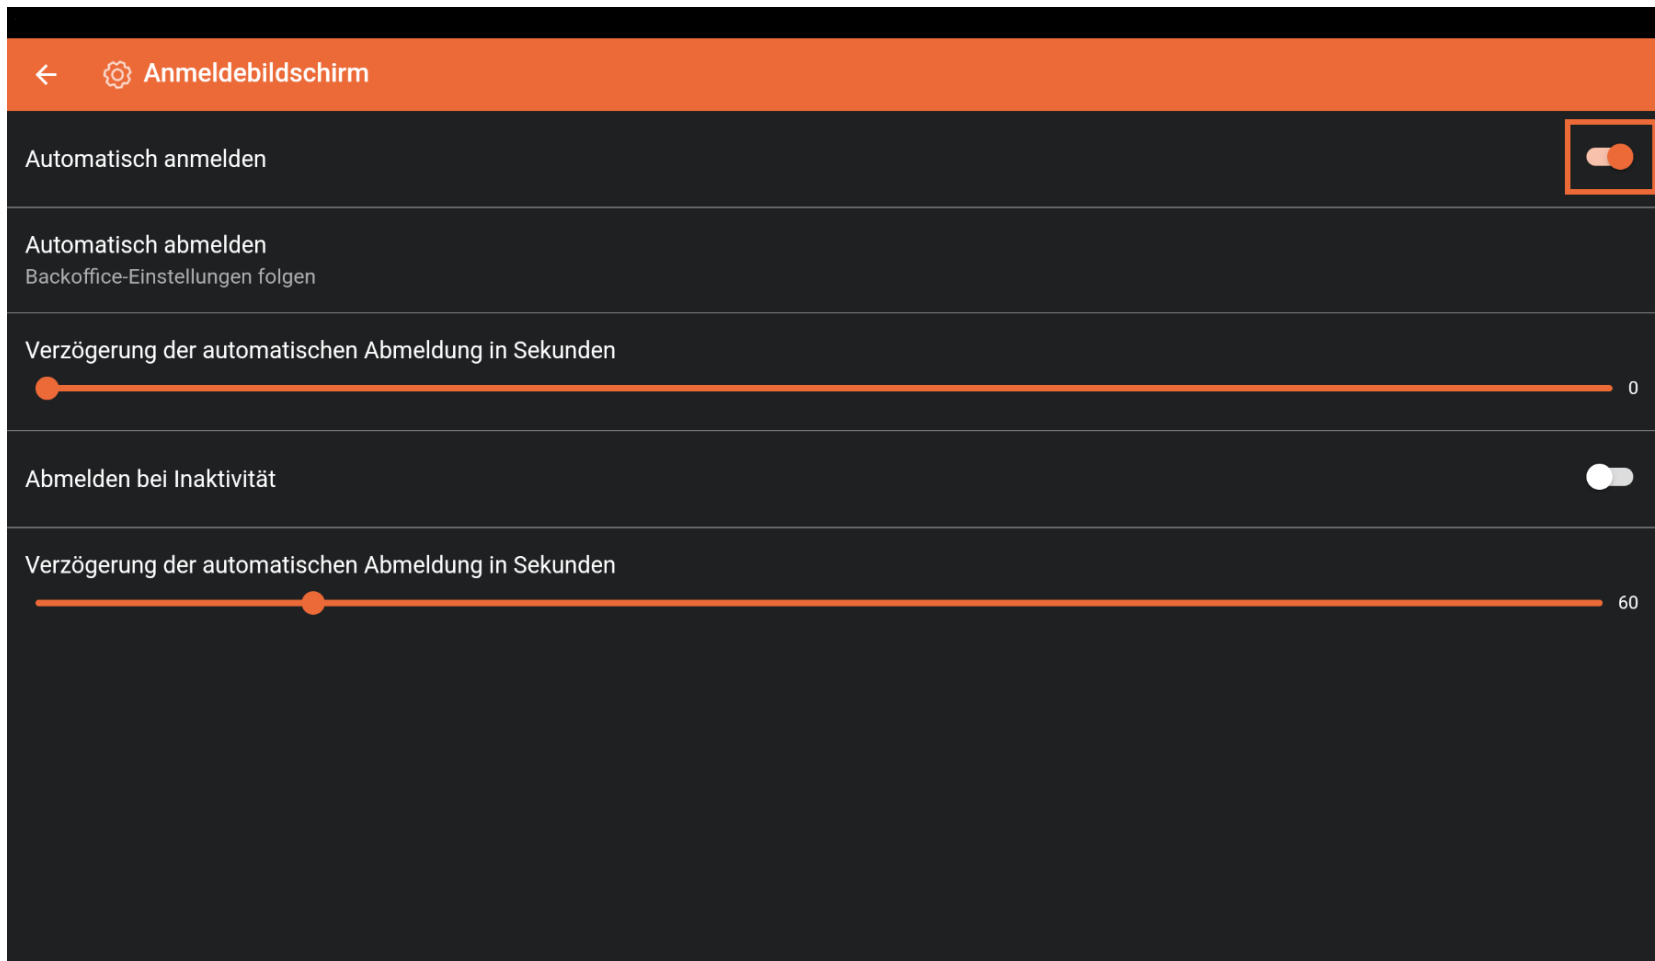 Anmeldebildschirm
Automatisch anmelden
Automatisch abmelden
Backoffice-Einstellungen folgen
Verzögerung der automatischen Abmeldung in Sekunden
0
Abmelden bei Inaktivität
Verzögerung der automatischen Abmeldung in Sekunden
60